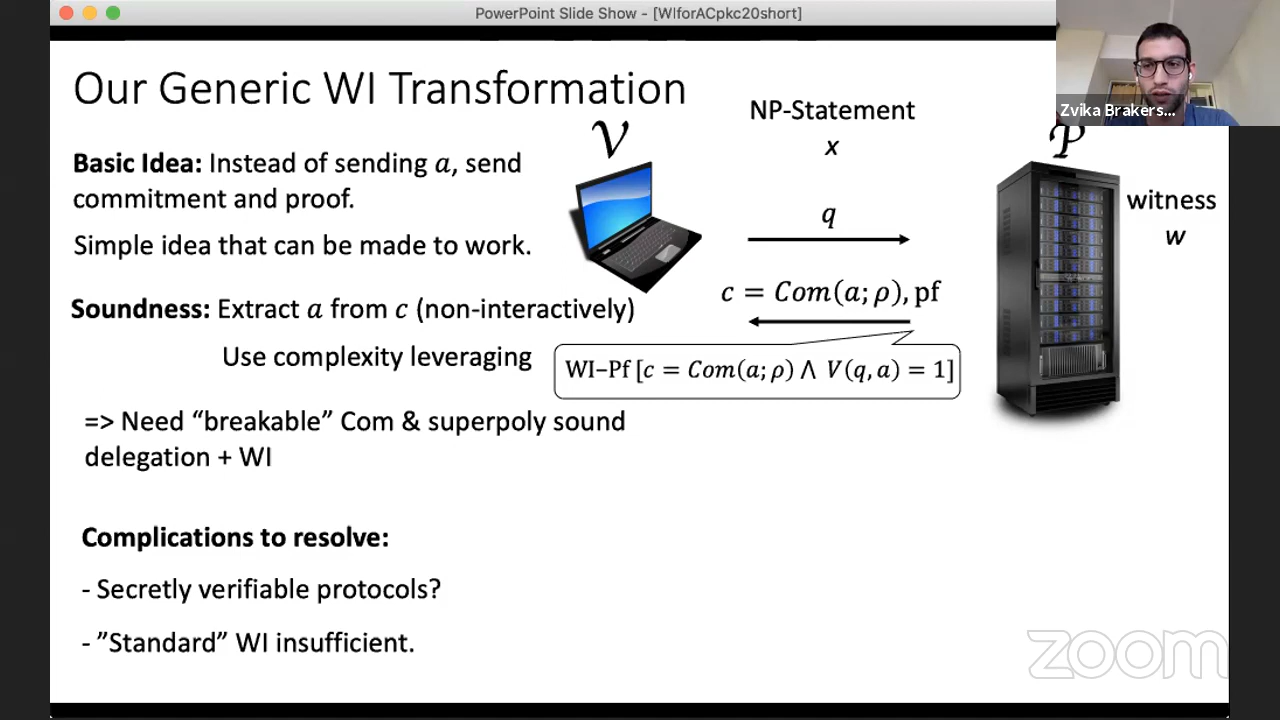 PowerPoint Slide Show - [WIforACpkc20short]
Zvika Brakers...
Our Generic WI Transformation
Basic Idea: Instead of sending 𝑎, send
commitment and proof.
Simple idea that can be made to work.
Soundness: Extract 𝑎 from 𝑐 (non-interactively)
Use complexity leveraging
=> Need “breakable” Com & superpoly sound
delegation + WI
Complications to resolve:
- Secretly verifiable protocols?
- ”Standard” WI insufficient.
𝒱
NP-Statement
x
𝒫
witness
w
q
𝑐 = 𝐶𝑜𝑚(𝑎; 𝜌), pf
WI–Pf [𝑐 = 𝐶𝑜𝑚(𝑎; 𝜌) ∧ 𝑉(𝑞, 𝑎) = 1]
zoom